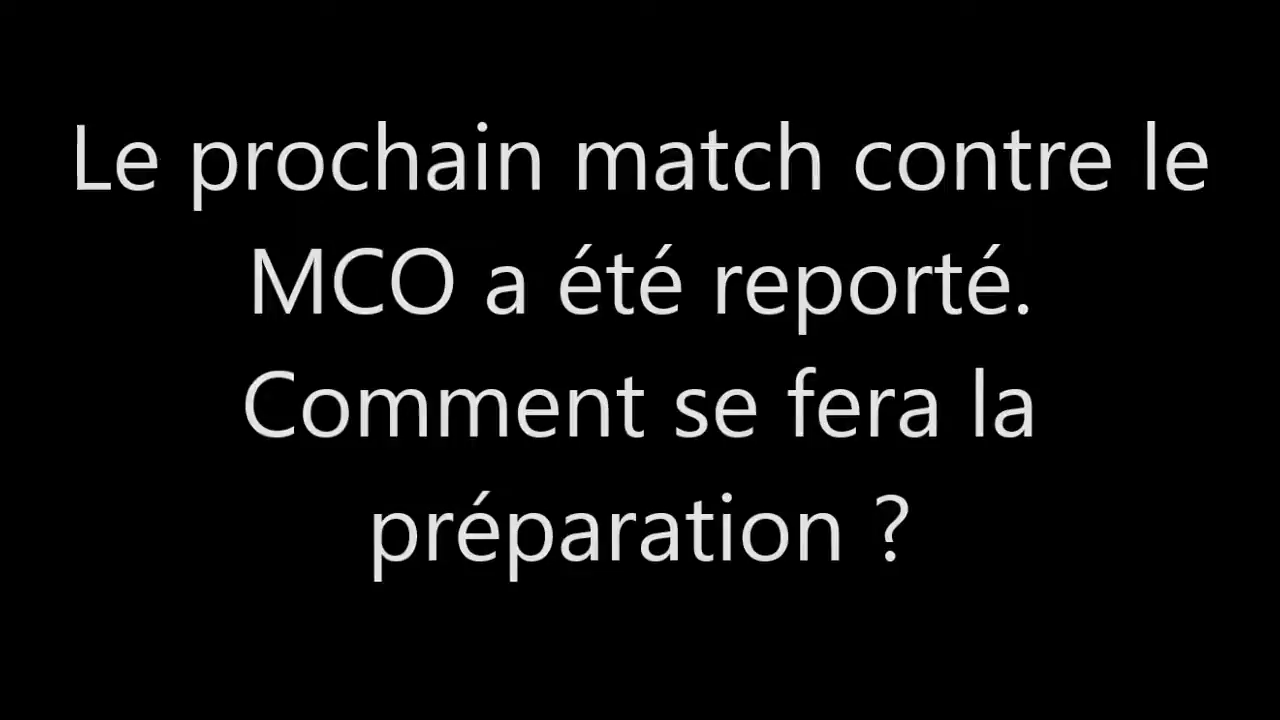 Le prochain match contre le
MCO a été reporté.
Comment se fera la
préparation ?